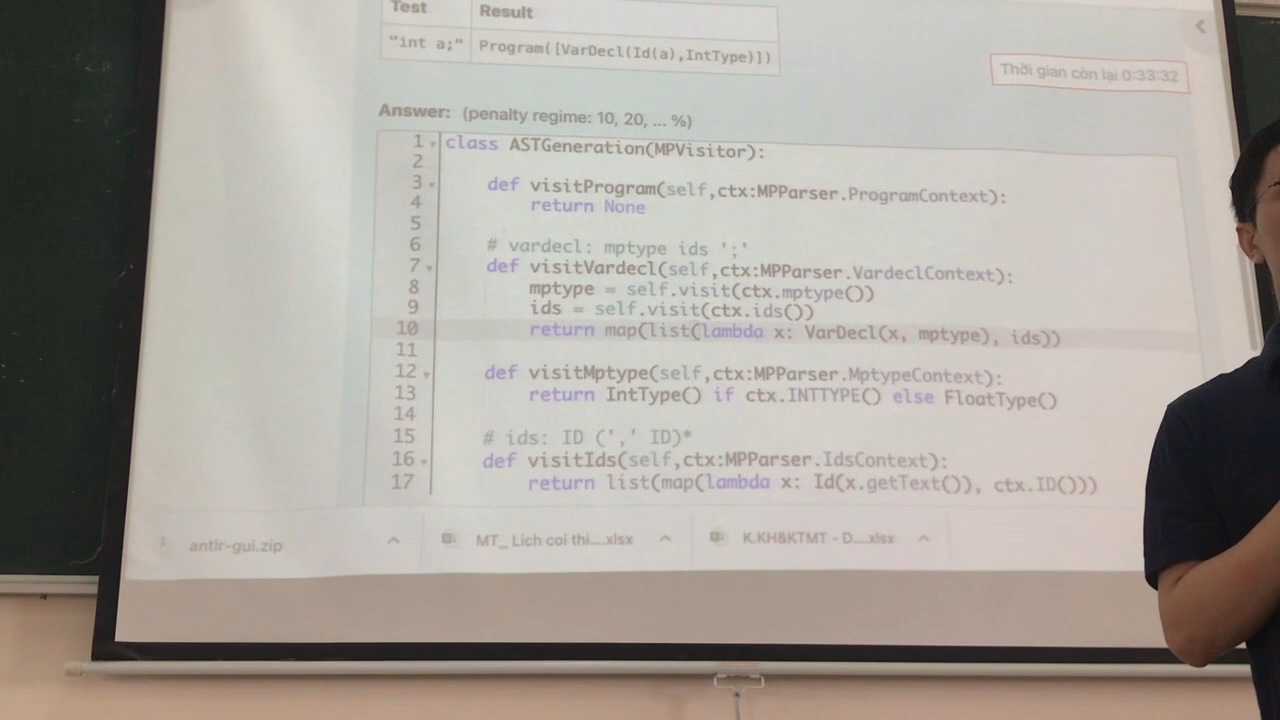 Test Result
"int a;" Program([VarDecl(Id(a),IntType)])
Thời gian còn lại 0:33:32
Answer: (penalty regime: 10, 20, ... %)
1 class ASTGeneration(MPVisitor):
2
3 def visitProgram(self,ctx:MPParser.ProgramContext):
4 return None
5
6 # vardecl: mptype ids ';'
7 def visitVardecl(self,ctx:MPParser.VardeclContext):
8 mptype = self.visit(ctx.mptype())
9 ids = self.visit(ctx.ids())
10 return map(list(lambda x: VarDecl(x, mptype), ids))
11
12 def visitMptype(self,ctx:MPParser.MptypeContext):
13 return IntType() if ctx.INTTYPE() else FloatType()
14
15 # ids: ID (',' ID)*
16 def visitIds(self,ctx:MPParser.IdsContext):
17 return list(map(lambda x: Id(x.getText()), ctx.ID()))
antlr-gui.zip MT_ Lich coi thi....xlsx K.KH&KTMT - D....xlsx